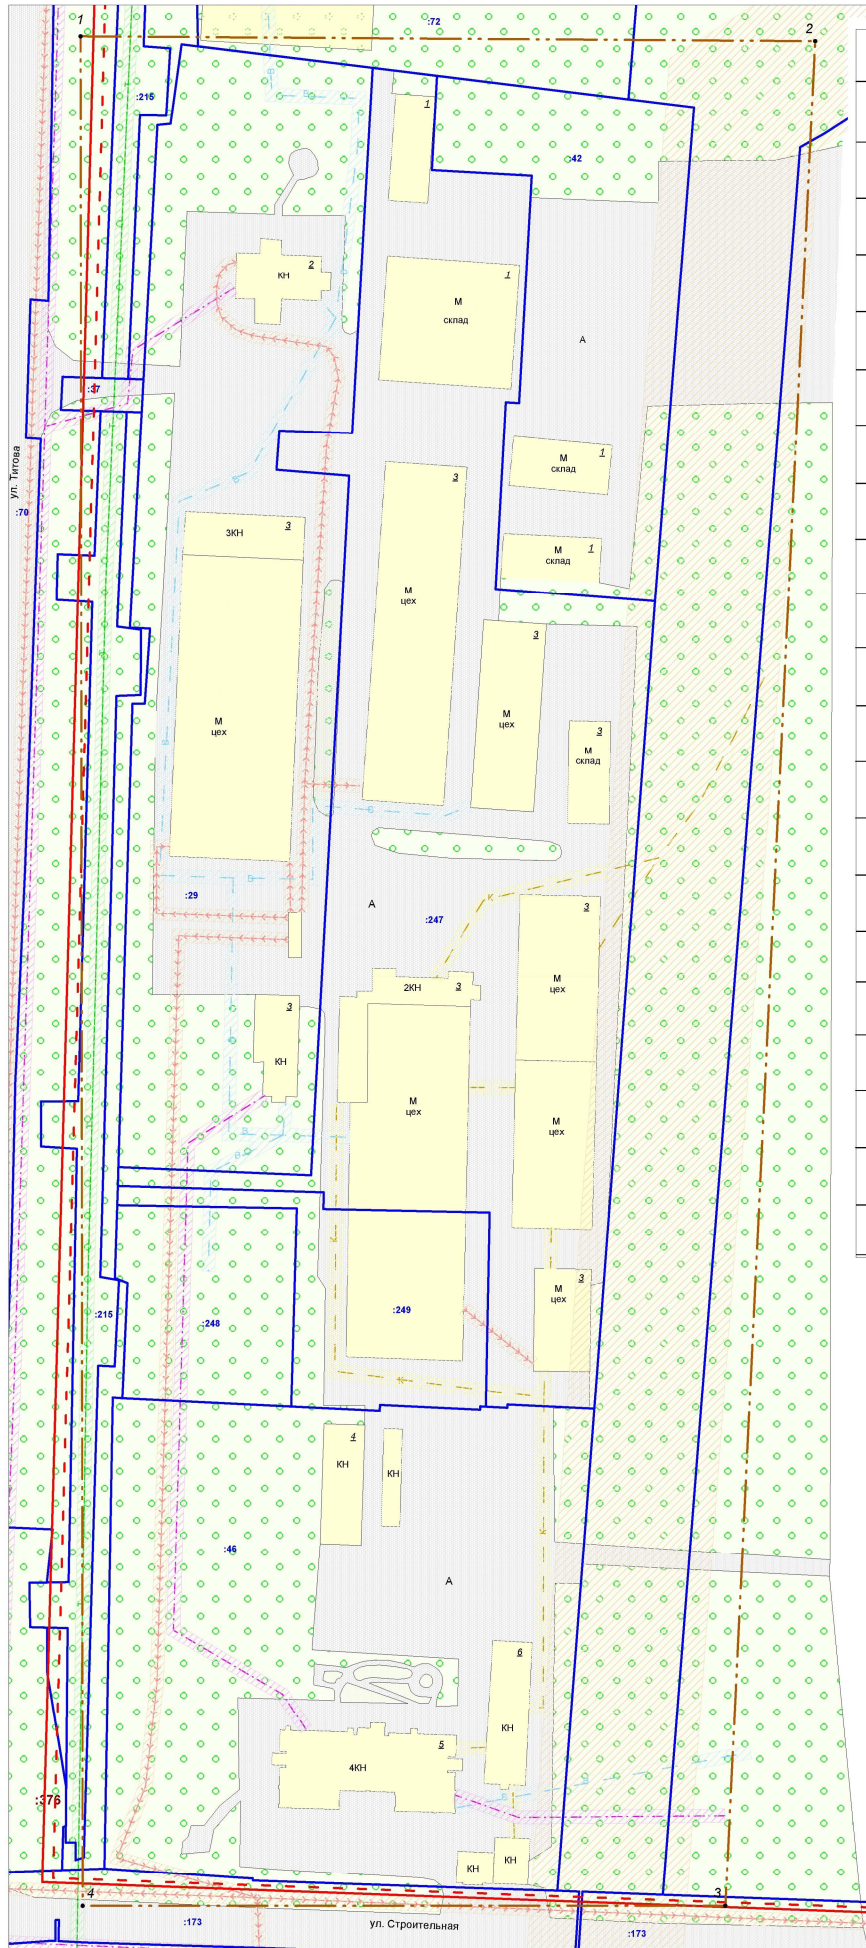 1
:72
2
:215
1
:42
2
КН
1
М
склад
А
:37
ул. Титова
1
М
склад
3
:70
3КН
3
М
склад
1
М
цех
3
М
цех
М
цех
3
М
склад
В
В
К
:29
А
:247
3
М
цех
2КН
3
3
КН
М
цех
М
цех
В
В
К
3
М
цех
:215
:248
:249
К
4
КН
КН
К
:46
А
6
КН
5
4КН
В
:376
КН
КН
4
3
:173
ул. Строительная
:173